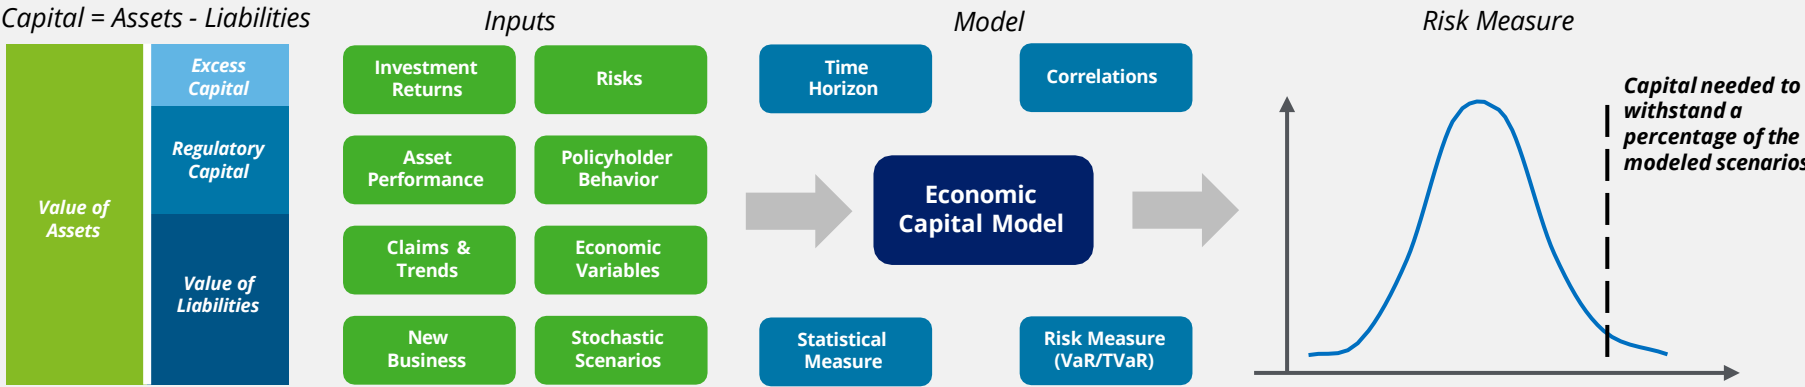 Capital = Assets - Liabilities
Value of
Assets
Excess
Capital
Regulatory
Capital
Value of
Liabilities
Inputs
Investment
Returns
Risks
Asset
Performance
Policyholder
Behavior
Claims &
Trends
Economic
Variables
New
Business
Stochastic
Scenarios
Model
Time
Horizon
Correlations
Economic
Capital Model
Statistical
Measure
Risk Measure
(VaR/TVaR)
Risk Measure
Capital needed to
withstand a
percentage of the
modeled scenarios